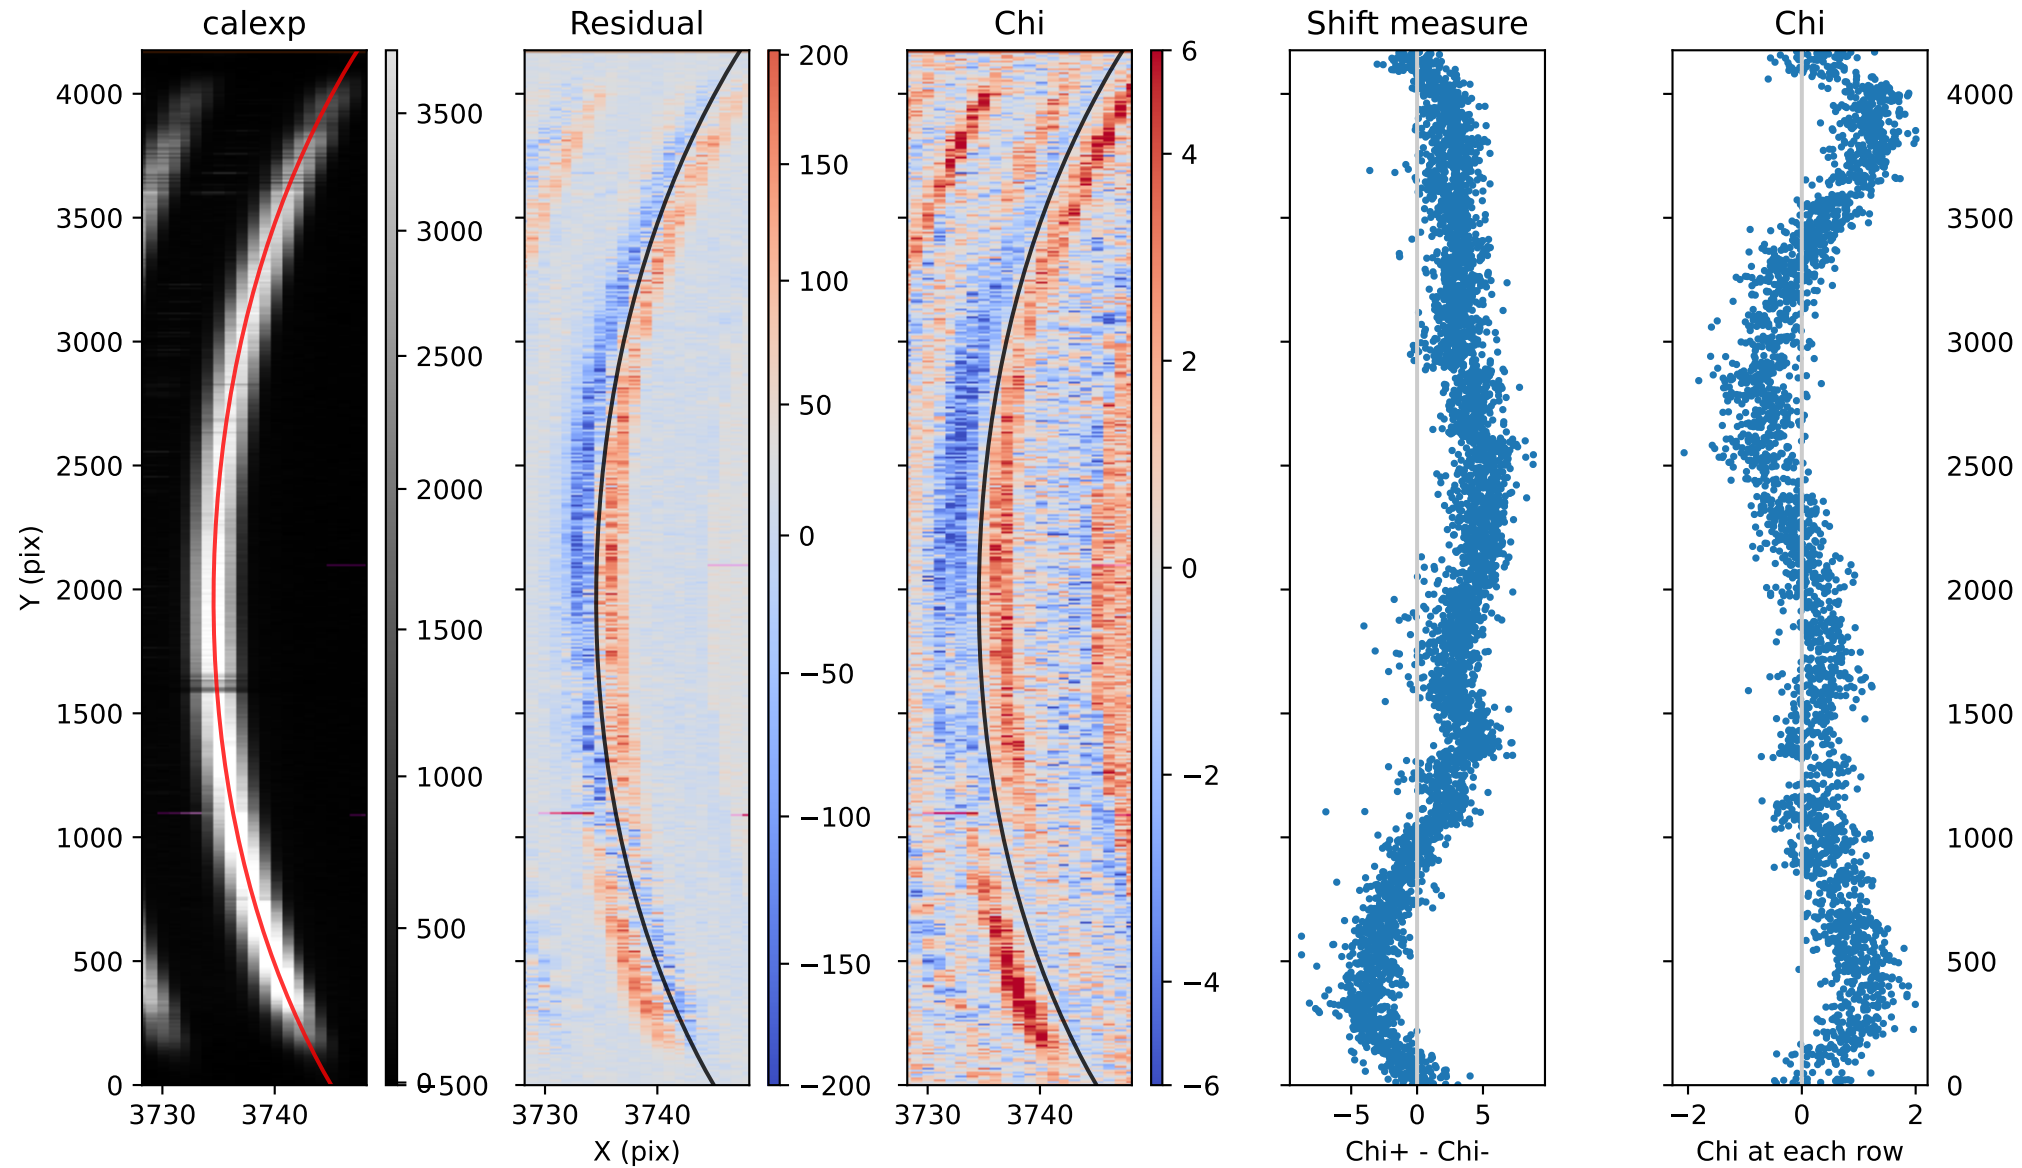 calexp Residual Chi Shift measure Chi
4000 3500 3000 2500 2000 1500 1000 500 0
Y (pix)
3730 3740
3500 3000 2500 2000 1500 1000 500 0 −500
3730 3740
X (pix)
200 150 100 50 0 −50 −100 −150 −200
3730 3740
6 4 2 0 −2 −4 −6
−5 0 5
Chi+ - Chi-
−2 0 2
Chi at each row
4000 3500 3000 2500 2000 1500 1000 500 0